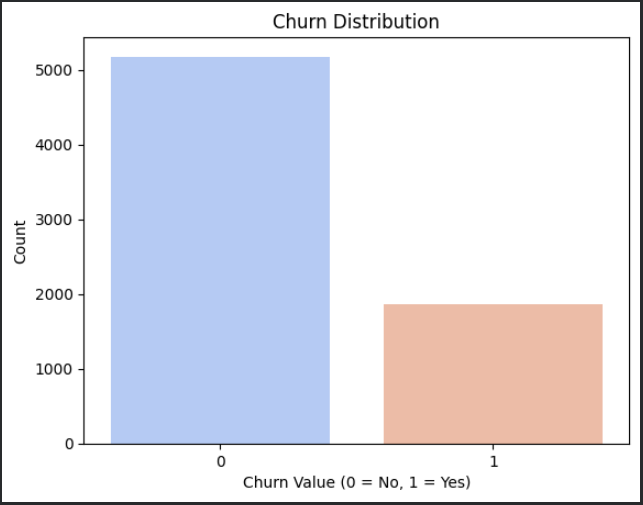 Churn Distribution
5000
4000
3000
2000
1000
0
Count
0 1
Churn Value (0 = No, 1 = Yes)